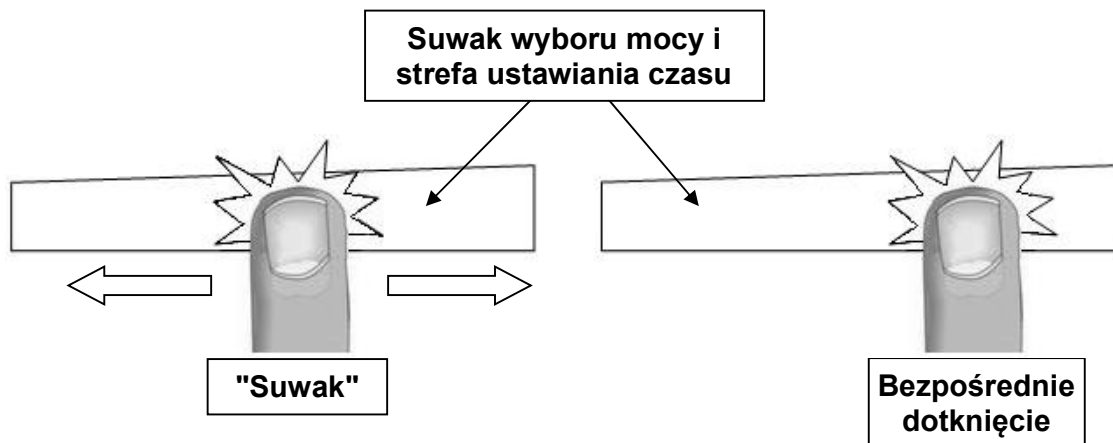 Suwak wyboru mocy i
strefa ustawiania czasu
"Suwak"
Bezpośrednie
dotknięcie